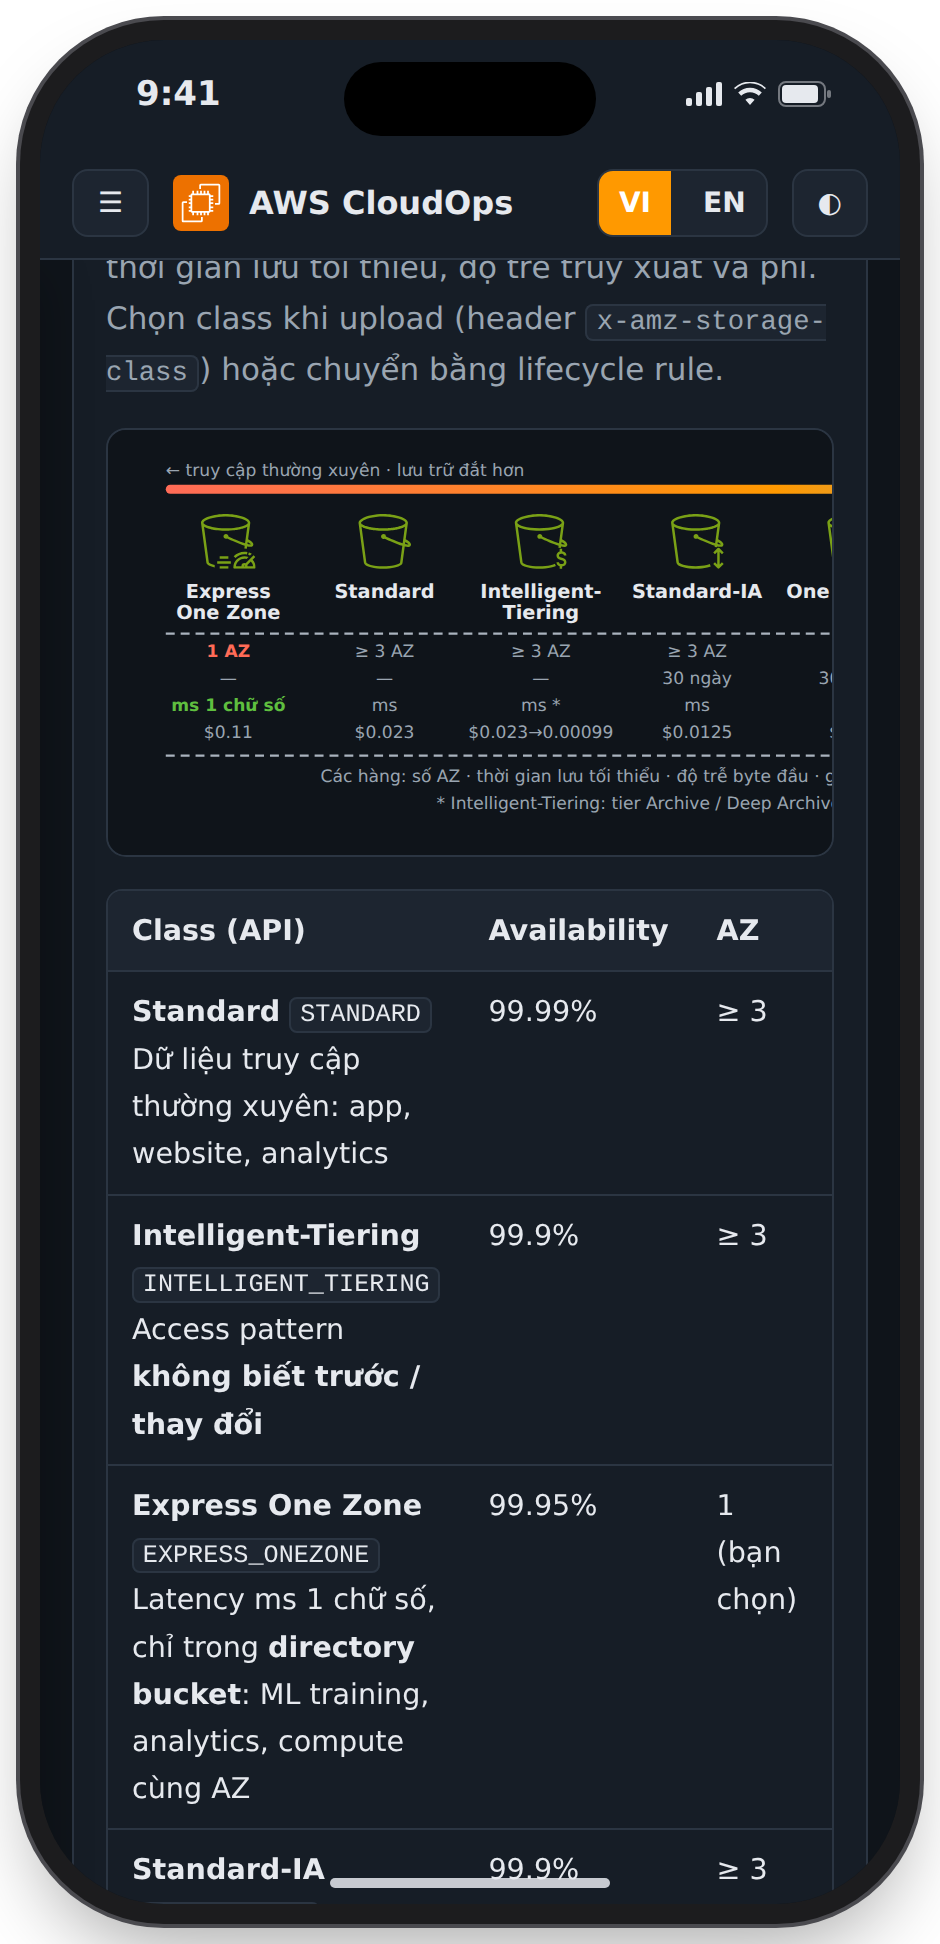 9:41
☰ AWS CloudOps VI EN
thời gian lưu tối thiểu, độ trễ truy xuất và phí.
Chọn class khi upload (header x-amz-storage-
class) hoặc chuyển bằng lifecycle rule.
← truy cập thường xuyên · lưu trữ đắt hơn
Express Standard Intelligent- Standard-IA One
One Zone Tiering
1 AZ ≥ 3 AZ ≥ 3 AZ ≥ 3 AZ
— — — 30 ngày
ms 1 chữ số ms ms * ms
$0.11 $0.023 $0.023→0.00099 $0.0125
Các hàng: số AZ · thời gian lưu tối thiểu · độ trễ byte đầu ·
* Intelligent-Tiering: tier Archive / Deep Archive
Class (API) Availability AZ
Standard STANDARD 99.99% ≥ 3
Dữ liệu truy cập
thường xuyên: app,
website, analytics
Intelligent-Tiering 99.9% ≥ 3
INTELLIGENT_TIERING
Access pattern
không biết trước /
thay đổi
Express One Zone 99.95% 1
EXPRESS_ONEZONE (bạn
Latency ms 1 chữ số, chọn)
chỉ trong directory
bucket: ML training,
analytics, compute
cùng AZ
Standard-IA 99.9% ≥ 3